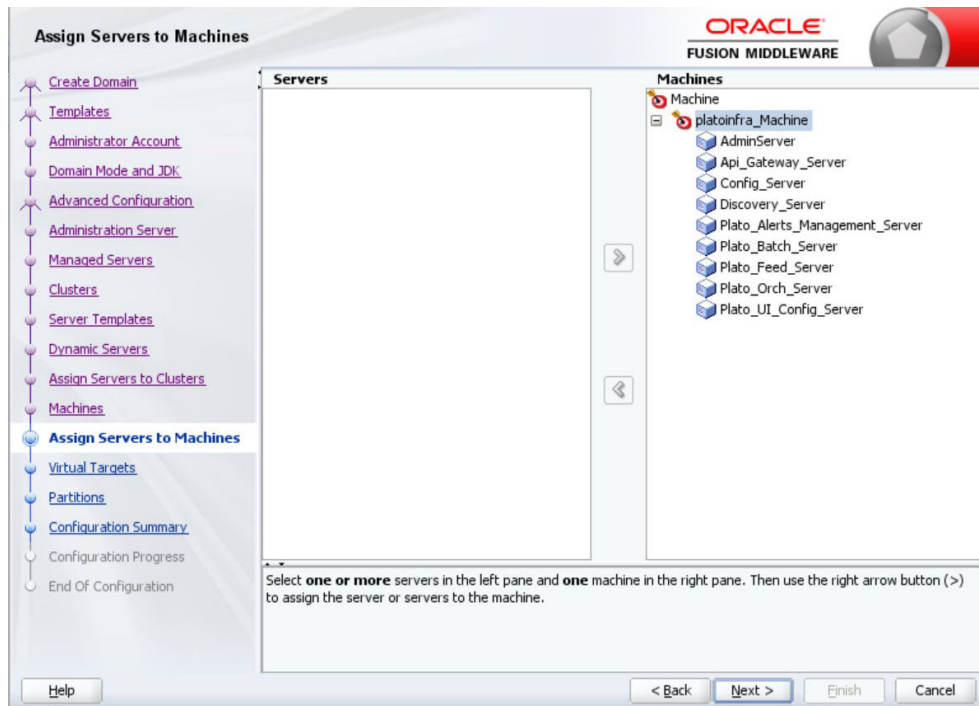 Assign Servers to Machines
ORACLE
FUSION MIDDLEWARE
Create Domain
Templates
Administrator Account
Domain Mode and JDK
Advanced Configuration
Administration Server
Managed Servers
Clusters
Server Templates
Dynamic Servers
Assign Servers to Clusters
Machines
Assign Servers to Machines
Virtual Targets
Partitions
Configuration Summary
Configuration Progress
End Of Configuration
Servers
Machines
Machine
platoinfra_Machine
AdminServer
Api_Gateway_Server
Config_Server
Discovery_Server
Plato_Alerts_Management_Server
Plato_Batch_Server
Plato_Feed_Server
Plato_Orch_Server
Plato_UI_Config_Server
Select one or more servers in the left pane and one machine in the right pane. Then use the right arrow button (>)
to assign the server or servers to the machine.
Help
< Back
Next >
Finish
Cancel